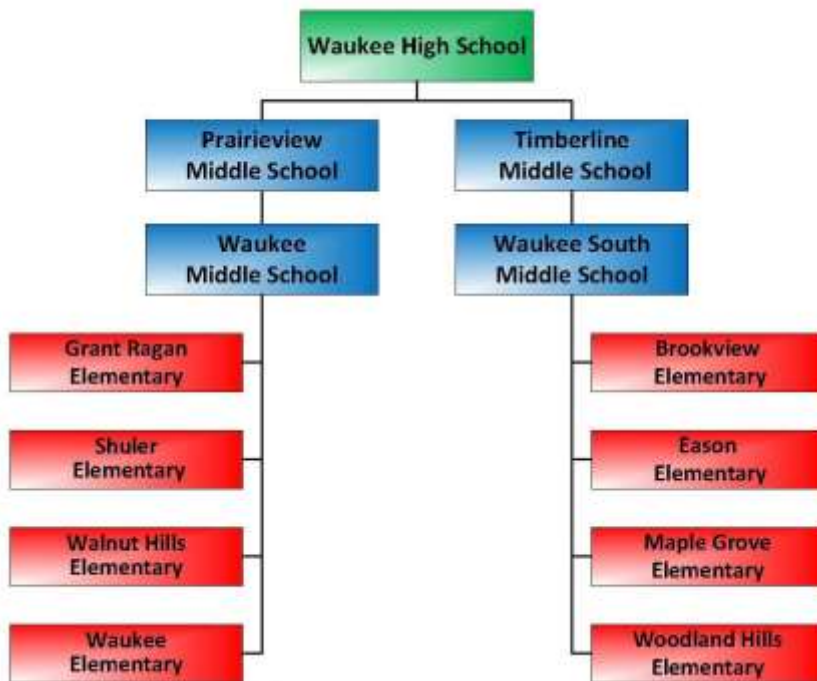 Waukee High School
Prairieview
Middle School
Timberline
Middle School
Waukee
Middle School
Waukee South
Middle School
Grant Ragan
Elementary
Brookview
Elementary
Shuler
Elementary
Eason
Elementary
Walnut Hills
Elementary
Maple Grove
Elementary
Waukee
Elementary
Woodland Hills
Elementary